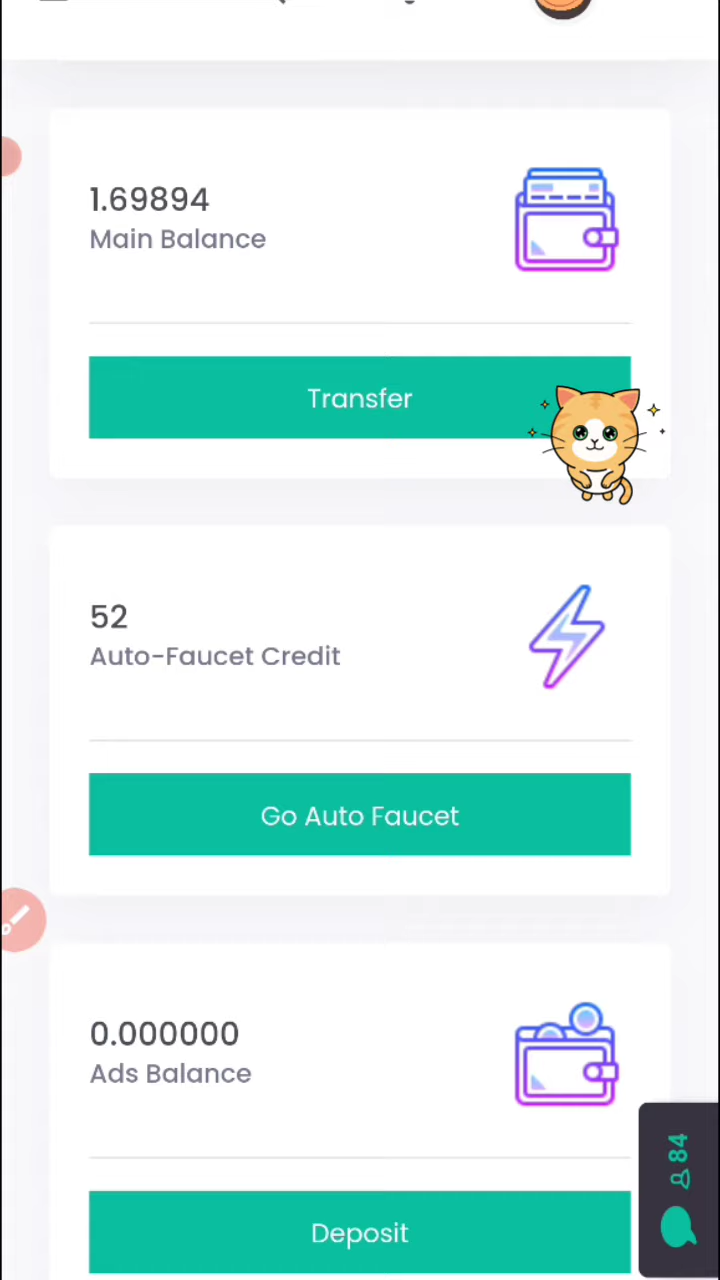 1.69894
Main Balance
Transfer
52
Auto-Faucet Credit
Go Auto Faucet
0.000000
Ads Balance
84
Deposit